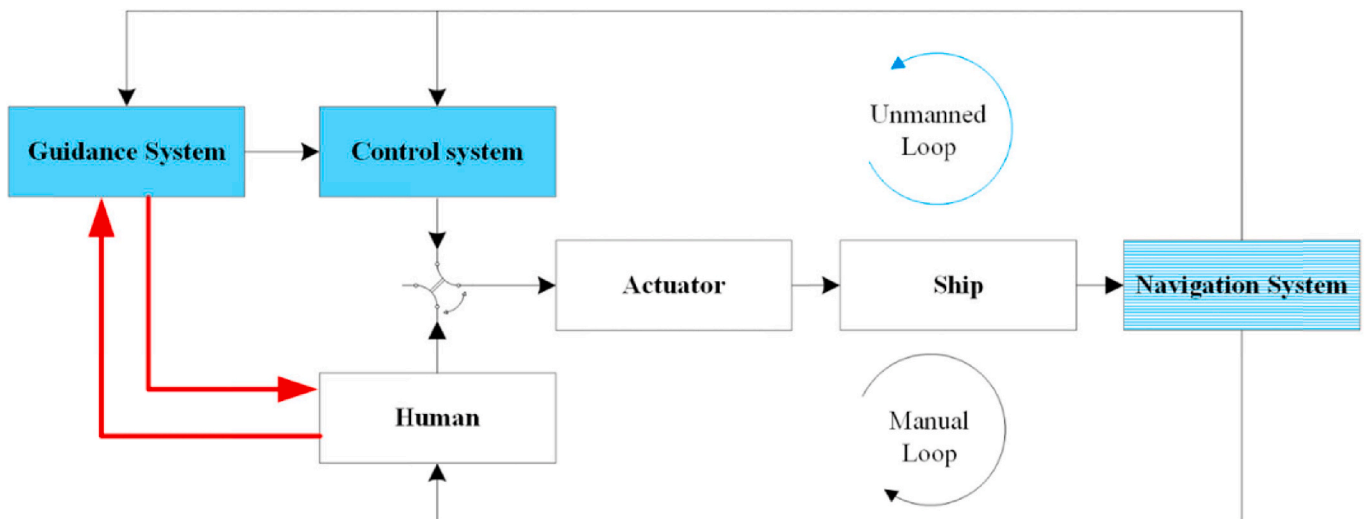 Unmanned
Loop
Guidance System
Control system
Actuator
Ship
Navigation System
Human
Manual
Loop